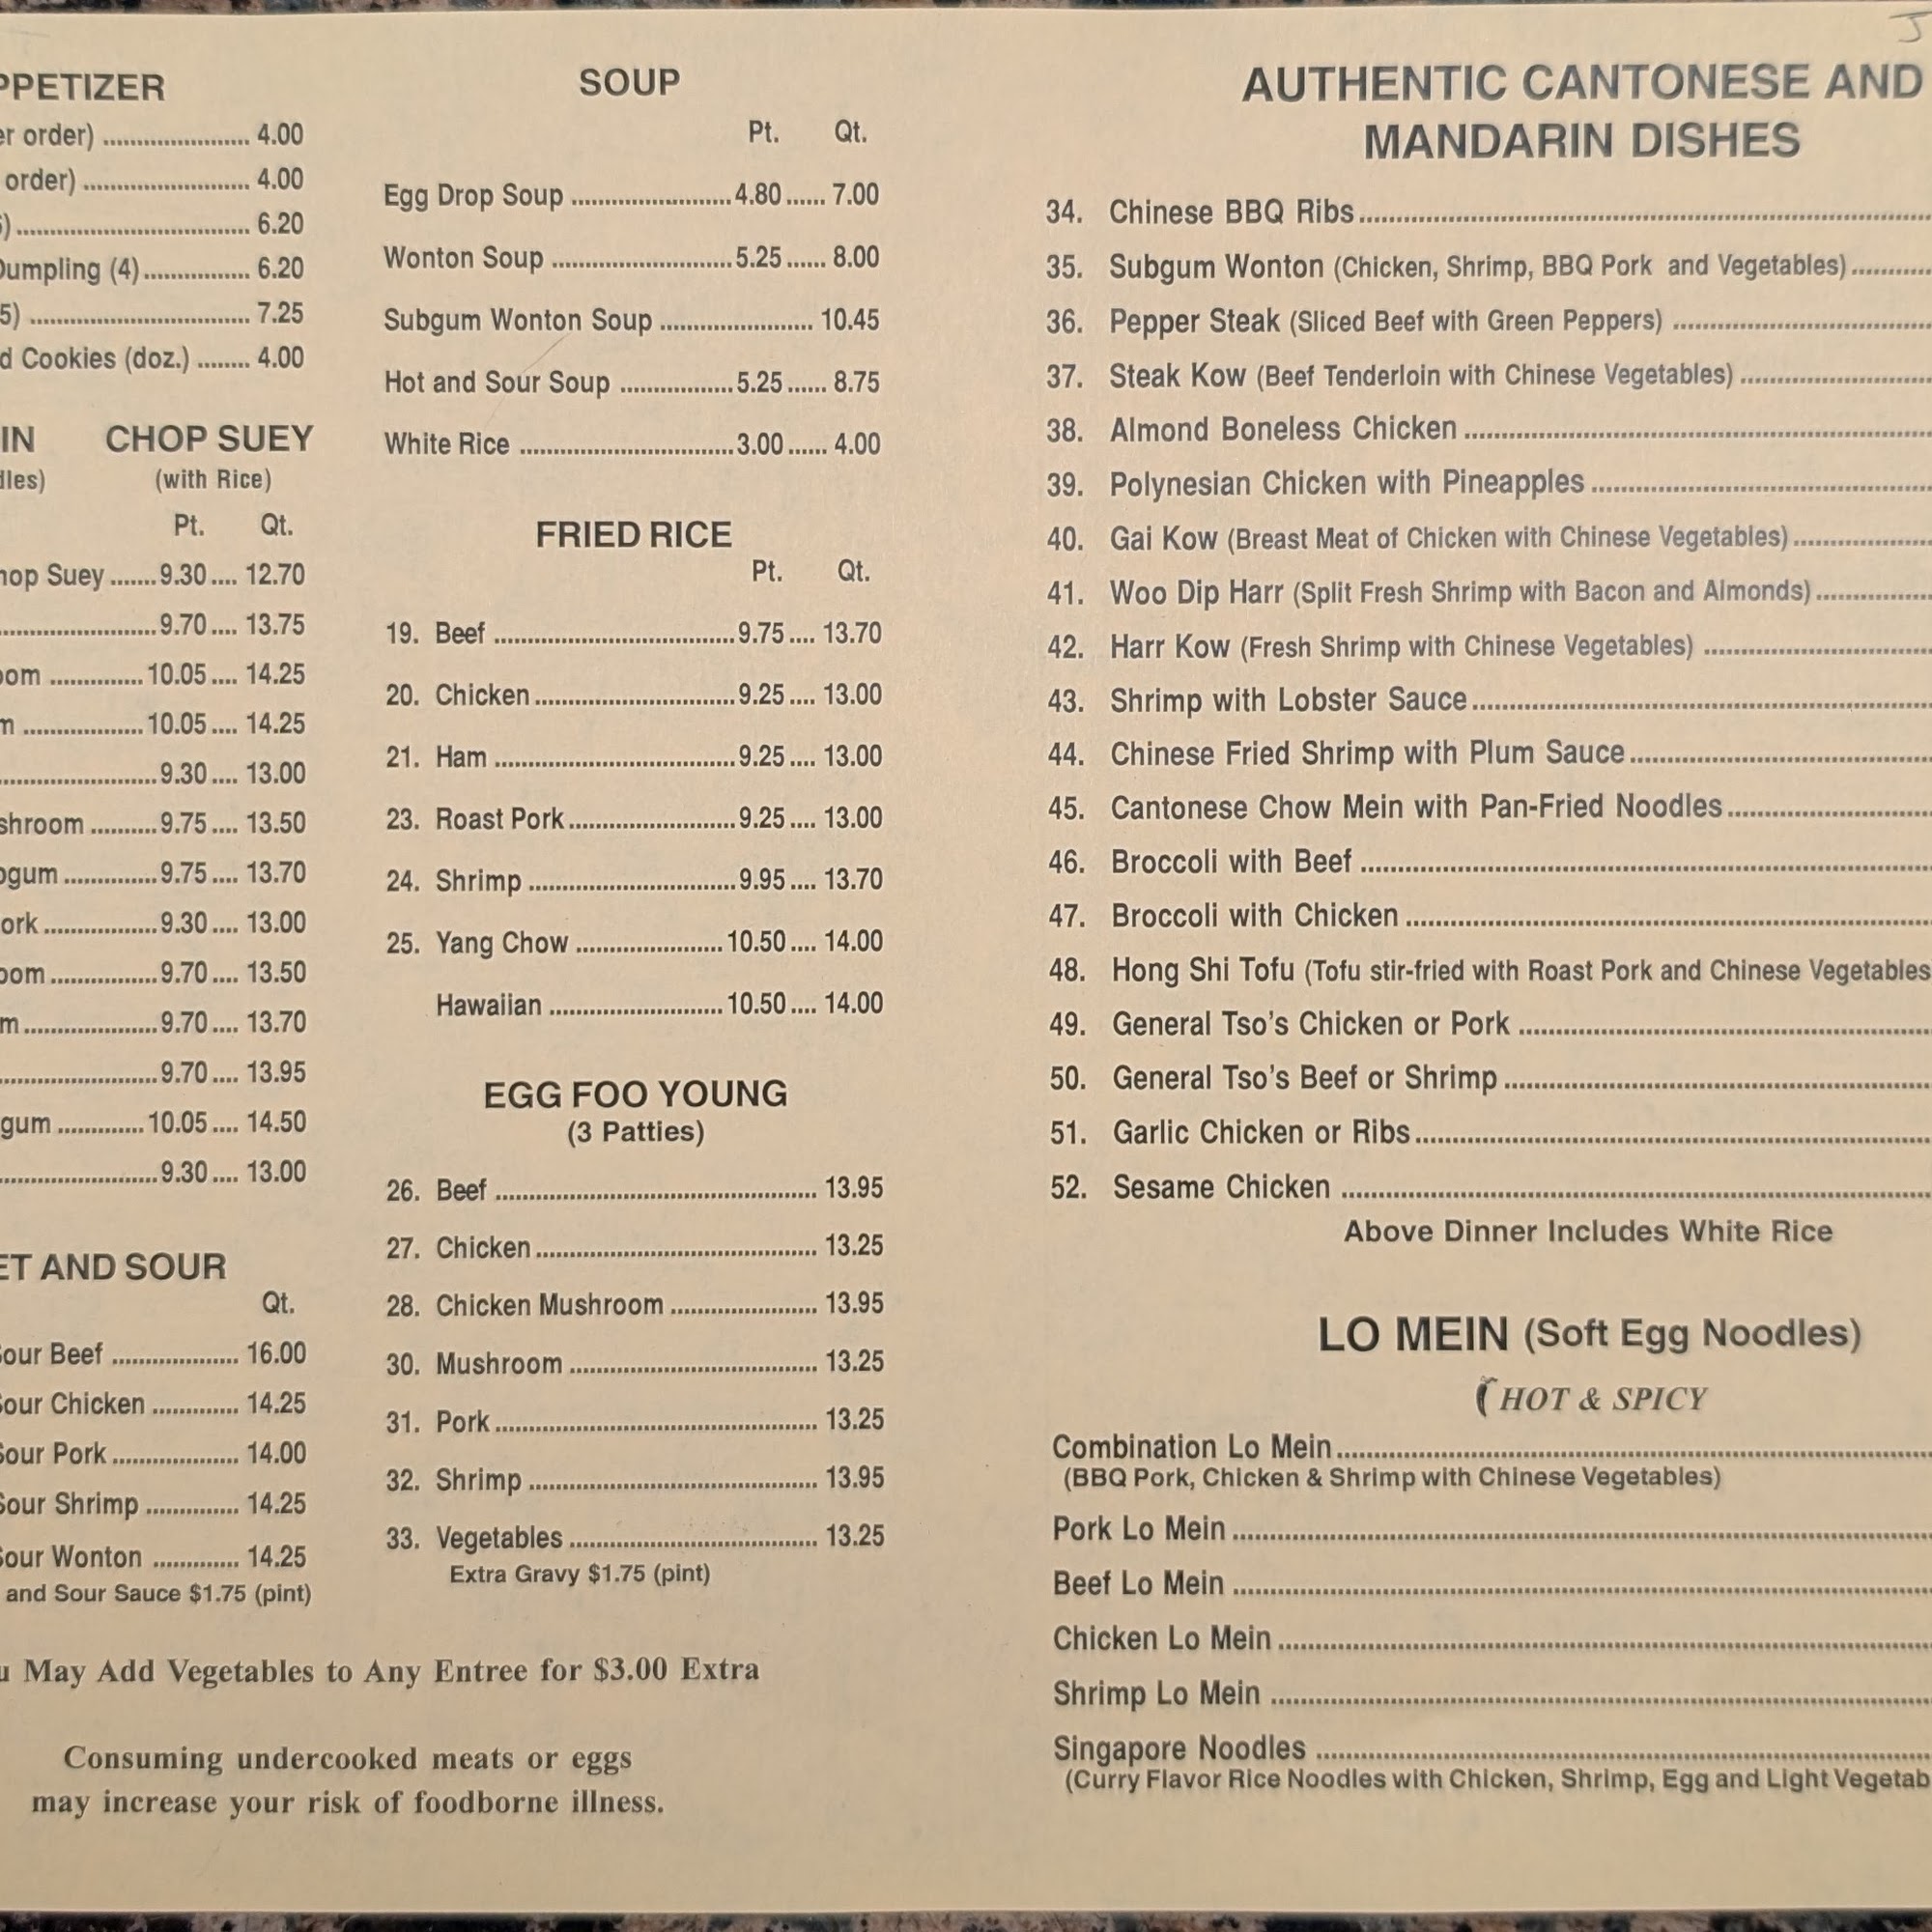 PPETIZER
er order) ...................... 4.00
order) ......................... 4.00
) ................................... 6.20
Dumpling (4)................ 6.20
5) ................................. 7.25
d Cookies (doz.) ........ 4.00
IN CHOP SUEY
dles) (with Rice)
Pt. Qt.
hop Suey .......9.30.... 12.70
........................9.70.... 13.75
oom ..............10.05.... 14.25
m ..................10.05.... 14.25
........................9.30.... 13.00
shroom ..........9.75.... 13.50
ogum ..............9.75.... 13.70
ork .................9.30.... 13.00
oom................9.70.... 13.50
m....................9.70.... 13.70
........................9.70.... 13.95
gum .............10.05.... 14.50
........................9.30.... 13.00
ET AND SOUR
Qt.
Sour Beef ................... 16.00
Sour Chicken ............. 14.25
Sour Pork ................... 14.00
Sour Shrimp .............. 14.25
Sour Wonton ............. 14.25
and Sour Sauce $1.75 (pint)
SOUP
Pt. Qt.
Egg Drop Soup ........................4.80...... 7.00
Wonton Soup ...........................5.25...... 8.00
Subgum Wonton Soup ....................... 10.45
Hot and Sour Soup .................5.25...... 8.75
White Rice ................................3.00...... 4.00
FRIED RICE
Pt. Qt.
19. Beef ....................................9.75.... 13.70
20. Chicken..............................9.25.... 13.00
21. Ham ....................................9.25.... 13.00
23. Roast Pork.........................9.25.... 13.00
24. Shrimp ...............................9.95.... 13.70
25. Yang Chow ......................10.50.... 14.00
Hawaiian ..........................10.50.... 14.00
EGG FOO YOUNG
(3 Patties)
26. Beef ................................................ 13.95
27. Chicken.......................................... 13.25
28. Chicken Mushroom ...................... 13.95
30. Mushroom ..................................... 13.25
31. Pork................................................ 13.25
32. Shrimp ........................................... 13.95
33. Vegetables ..................................... 13.25
Extra Gravy $1.75 (pint)
u May Add Vegetables to Any Entree for $3.00 Extra
Consuming undercooked meats or eggs
may increase your risk of foodborne illness.
J
AUTHENTIC CANTONESE AND
MANDARIN DISHES
34. Chinese BBQ Ribs...............................................................
35. Subgum Wonton (Chicken, Shrimp, BBQ Pork and Vegetables)..........
36. Pepper Steak (Sliced Beef with Green Peppers) ..............................
37. Steak Kow (Beef Tenderloin with Chinese Vegetables) ......................
38. Almond Boneless Chicken ....................................................
39. Polynesian Chicken with Pineapples .......................................
40. Gai Kow (Breast Meat of Chicken with Chinese Vegetables)................
41. Woo Dip Harr (Split Fresh Shrimp with Bacon and Almonds)..............
42. Harr Kow (Fresh Shrimp with Chinese Vegetables) ..........................
43. Shrimp with Lobster Sauce....................................................
44. Chinese Fried Shrimp with Plum Sauce....................................
45. Cantonese Chow Mein with Pan-Fried Noodles.........................
46. Broccoli with Beef ...............................................................
47. Broccoli with Chicken ..........................................................
48. Hong Shi Tofu (Tofu stir-fried with Roast Pork and Chinese Vegetables
49. General Tso's Chicken or Pork ...............................................
50. General Tso's Beef or Shrimp .................................................
51. Garlic Chicken or Ribs..........................................................
52. Sesame Chicken ..................................................................
Above Dinner Includes White Rice
LO MEIN (Soft Egg Noodles)
HOT & SPICY
Combination Lo Mein................................................................
(BBQ Pork, Chicken & Shrimp with Chinese Vegetables)
Pork Lo Mein ...........................................................................
Beef Lo Mein ...........................................................................
Chicken Lo Mein ......................................................................
Shrimp Lo Mein .......................................................................
Singapore Noodles ...................................................................
(Curry Flavor Rice Noodles with Chicken, Shrimp, Egg and Light Vegetab